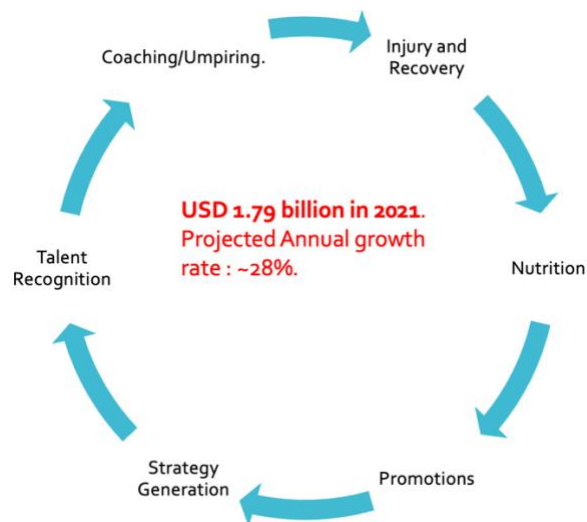 Coaching/Umpiring.
Injury and
Recovery
USD 1.79 billion in 2021.
Projected Annual growth
rate : ~28%.
Talent
Recognition
Nutrition
Strategy
Generation
Promotions